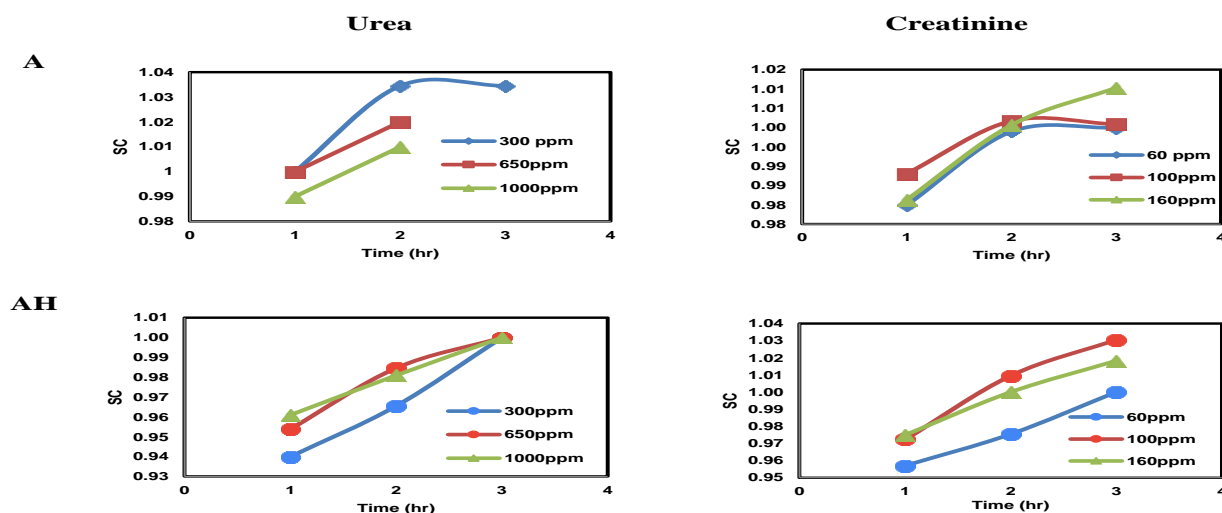 Urea
Creatinine
A
1.04
1.03
1.02
1.01
1
0.99
0.98
SC
0 1 2 3 4
Time (hr)
300 ppm
650ppm
1000ppm
1.02
1.01
1.01
1.00
1.00
0.99
0.99
0.98
0.98
SC
0 1 2 3 4
Time (hr)
60 ppm
100ppm
160ppm
AH
1.01
1.00
0.99
0.98
0.97
0.96
0.95
0.94
0.93
SC
0 1 2 3 4
Time (hr)
300ppm
650ppm
1000ppm
1.04
1.03
1.02
1.01
1.00
0.99
0.98
0.97
0.96
0.95
SC
0 1 2 3 4
Time (hr)
60ppm
100ppm
160ppm